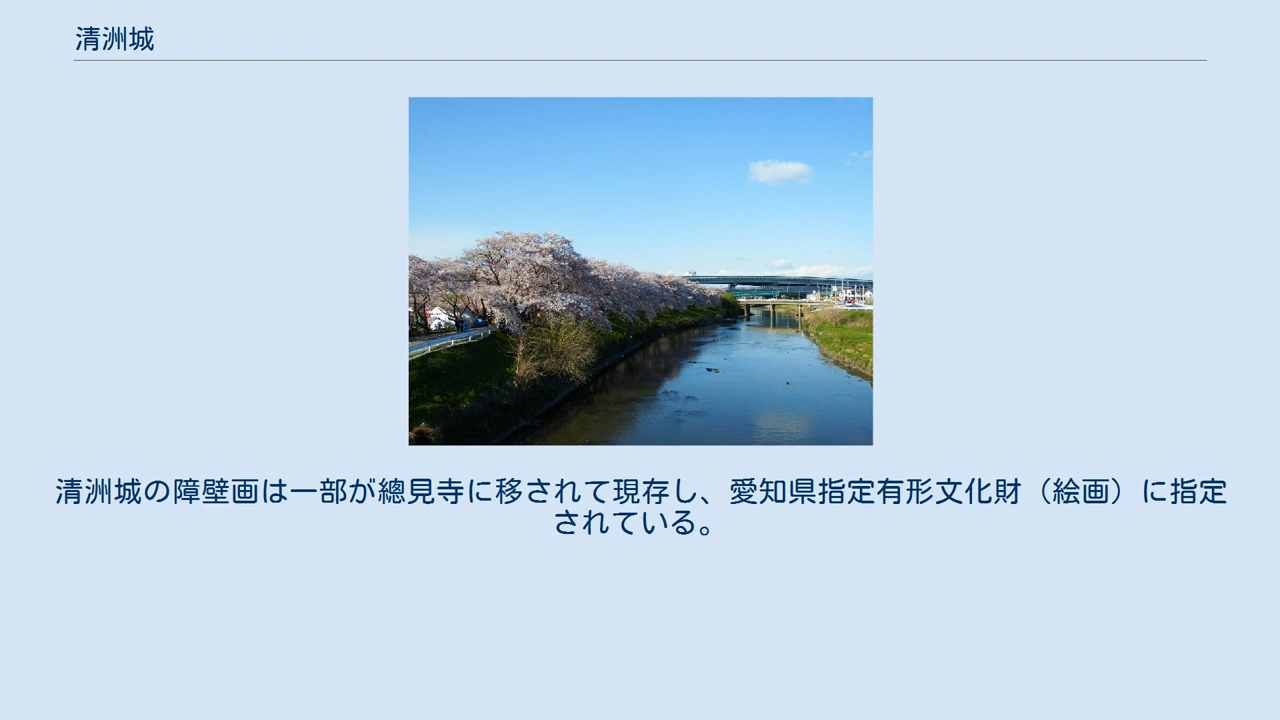 清洲城
清洲城の障壁画は一部が總見寺に移されて現存し、愛知県指定有形文化財（絵画）に指定
されている。